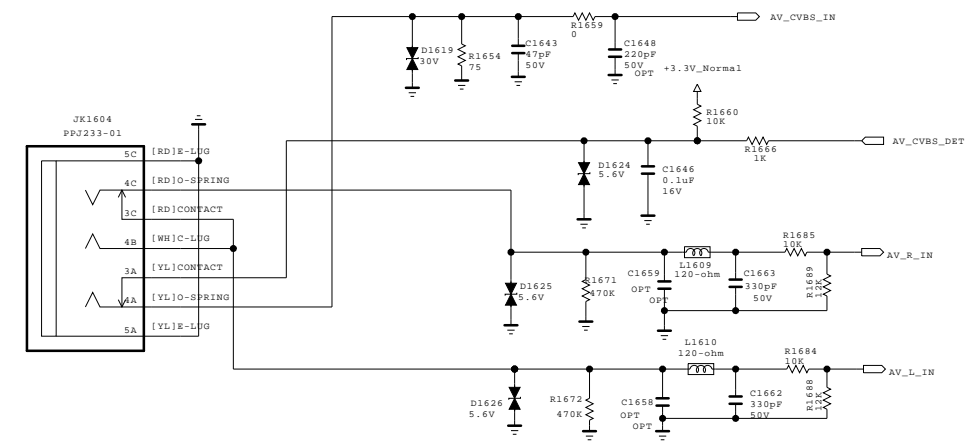 AV_CVBS_IN
R1659
0
D1619
30V
R1654
75
C1643
47pF
50V
C1648
220pF
50V
OPT
+3.3V_Normal
R1660
10K
JK1604
PPJ233-01
AV_CVBS_DET
R1666
1K
5C [RD]E-LUG
D1624
5.6V
C1646
0.1uF
16V
4C [RD]O-SPRING
3C [RD]CONTACT
4B [WH]C-LUG
R1685
10K
AV_R_IN
3A [YL]CONTACT
L1609
120-ohm
D1625
5.6V
R1671
470K
C1659
OPT
OPT
C1663
330pF
50V
R1689
12K
4A [YL]O-SPRING
5A [YL]E-LUG
L1610
120-ohm
R1684
10K
AV_L_IN
D1626
5.6V
R1672
470K
C1658
OPT
OPT
C1662
330pF
50V
R1688
12K